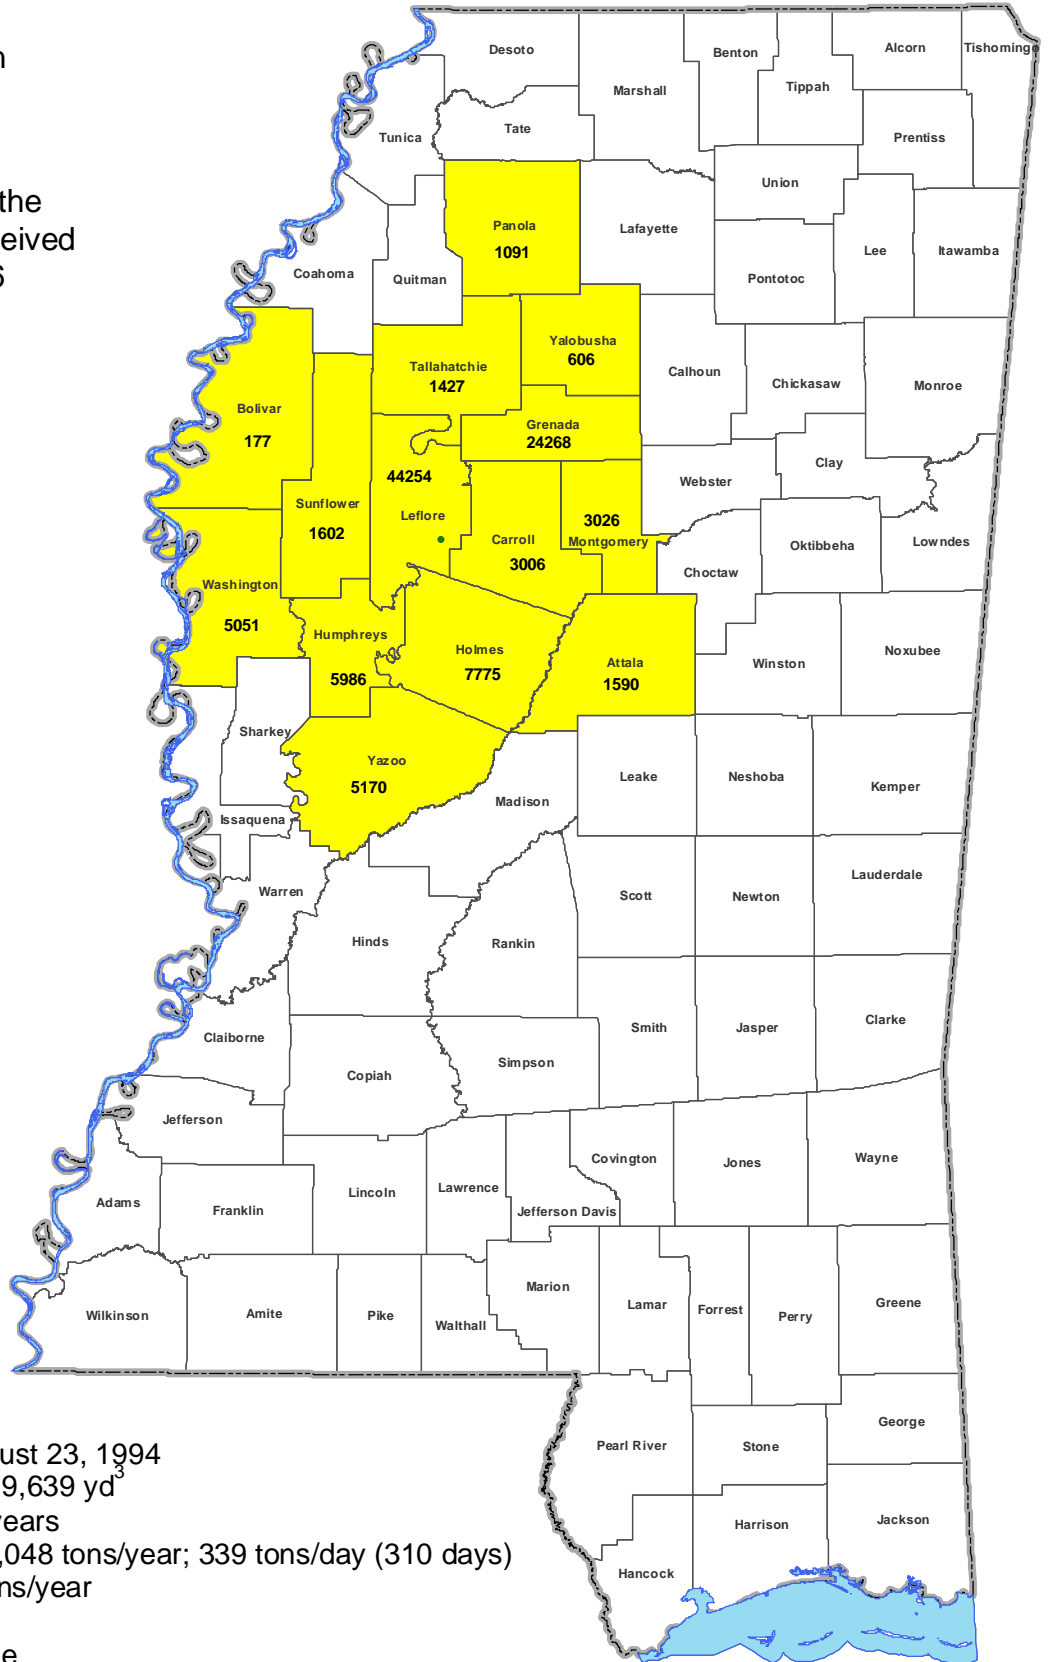 n
the
eived
6
Desoto
Benton
Alcorn
Tishomingo
Marshall
Tippah
Tate
Tunica
Prentiss
Union
Panola
1091
Lafayette
Lee
Itawamba
Coahoma
Quitman
Pontotoc
Yalobusha
606
Tallahatchie
1427
Calhoun
Chickasaw
Monroe
Bolivar
177
Grenada
24268
Clay
44254
Webster
Sunflower
1602
Leflore
3026
Montgomery
Carroll
3006
Oktibbeha
Lowndes
Choctaw
Washington
5051
Humphreys
5986
Holmes
7775
Attala
1590
Winston
Noxubee
Sharkey
Yazoo
5170
Leake
Neshoba
Kemper
Madison
Issaquena
Warren
Scott
Newton
Lauderdale
Hinds
Rankin
Claiborne
Smith
Jasper
Clarke
Copiah
Simpson
Jefferson
Covington
Jones
Wayne
Adams
Franklin
Lincoln
Lawrence
Jefferson Davis
Wilkinson
Amite
Pike
Walthall
Marion
Lamar
Forrest
Perry
Greene
George
Pearl River
Stone
Harrison
Jackson
Hancock
ust 23, 1994
9,639 yd3
years
,048 tons/year; 339 tons/day (310 days)
ns/year
e